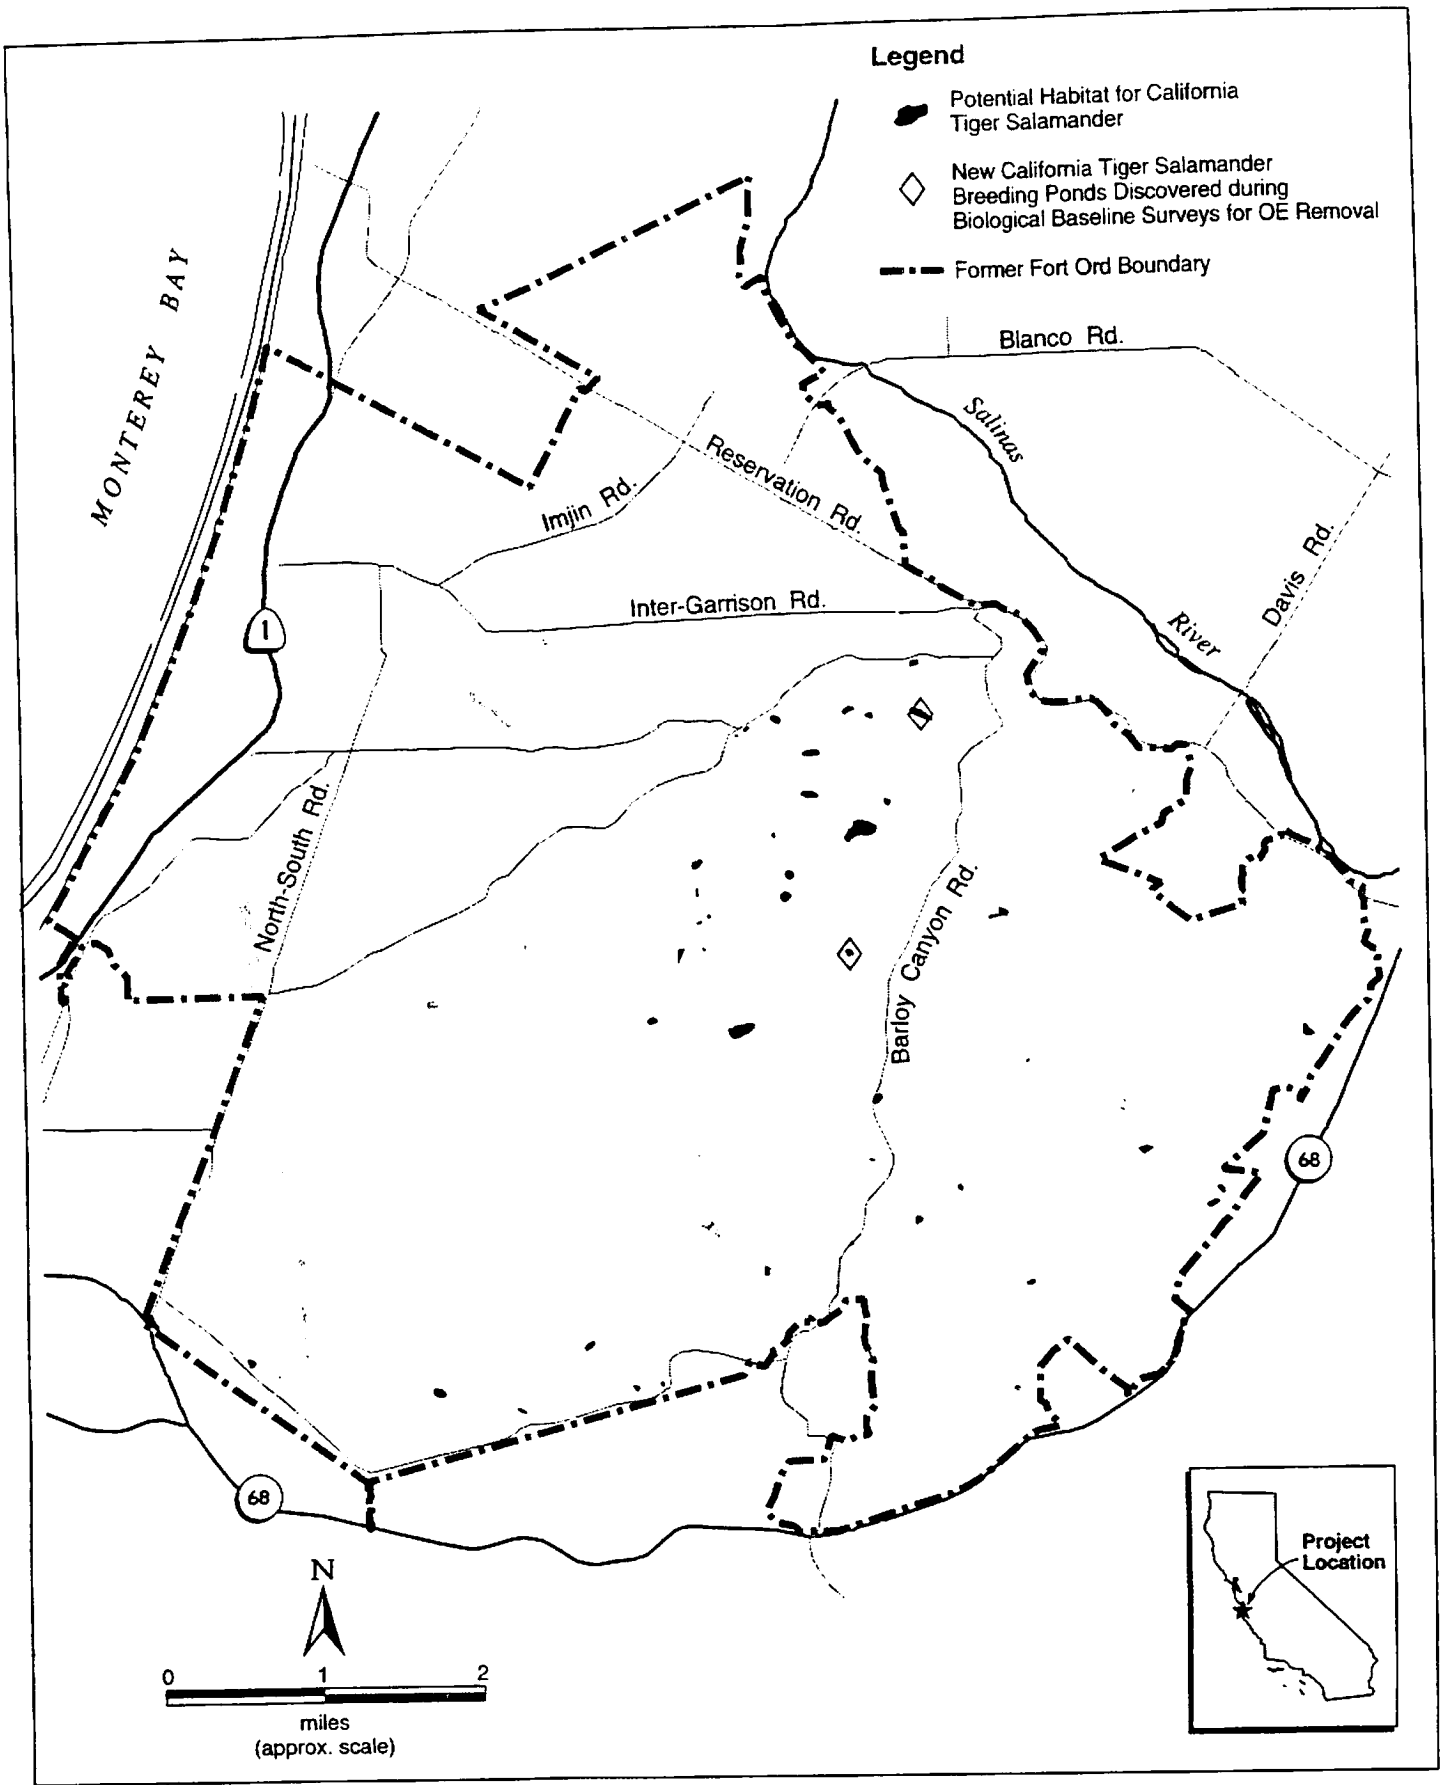 Legend
Potential Habitat for California
Tiger Salamander
New California Tiger Salamander
Breeding Ponds Discovered during
Biological Baseline Surveys for OE Removal
Former Fort Ord Boundary
MONTEREY BAY
Blanco Rd.
Salinas
Reservation Rd.
Imjin Rd.
Davis Rd.
Inter-Garrison Rd.
1
River
North-South Rd.
Barloy Canyon Rd.
68
68
Project
Location
N
0 1 2
miles
(approx. scale)